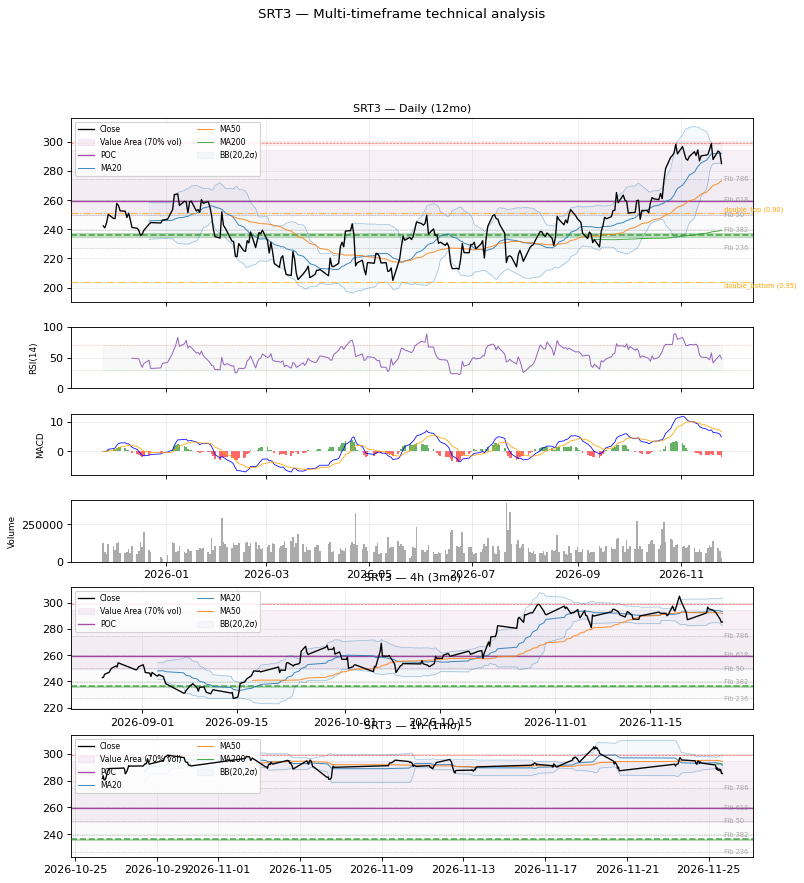 SRT3 — Multi-timeframe technical analysis
SRT3 — Daily (12mo)
Close
Value Area (70% vol)
POC
MA20
MA50
MA200
BB(20,2σ)
300
280
260
240
220
200
Fib 786
Fib 618
double_top (0.90)
Fib 50
Fib 382
Fib 236
double_bottom (0.95)
RSI(14)
100
50
0
MACD
10
0
Volume
250000
0
2026-01
2026-03
2026-05
2026-07
2026-09
2026-11
SRT3 — 4h (3mo)
Close
Value Area (70% vol)
POC
MA20
MA50
BB(20,2σ)
300
280
260
240
220
Fib 786
Fib 618
Fib 50
Fib 382
Fib 236
2026-09-01
2026-09-15
2026-10-01
2026-10-15
2026-11-01
2026-11-15
SRT3 — 1h (1mo)
Close
Value Area (70% vol)
POC
MA20
MA50
MA200
BB(20,2σ)
300
280
260
240
Fib 786
Fib 618
Fib 50
Fib 382
Fib 236
2026-10-25
2026-10-29
2026-11-01
2026-11-05
2026-11-09
2026-11-13
2026-11-17
2026-11-21
2026-11-25